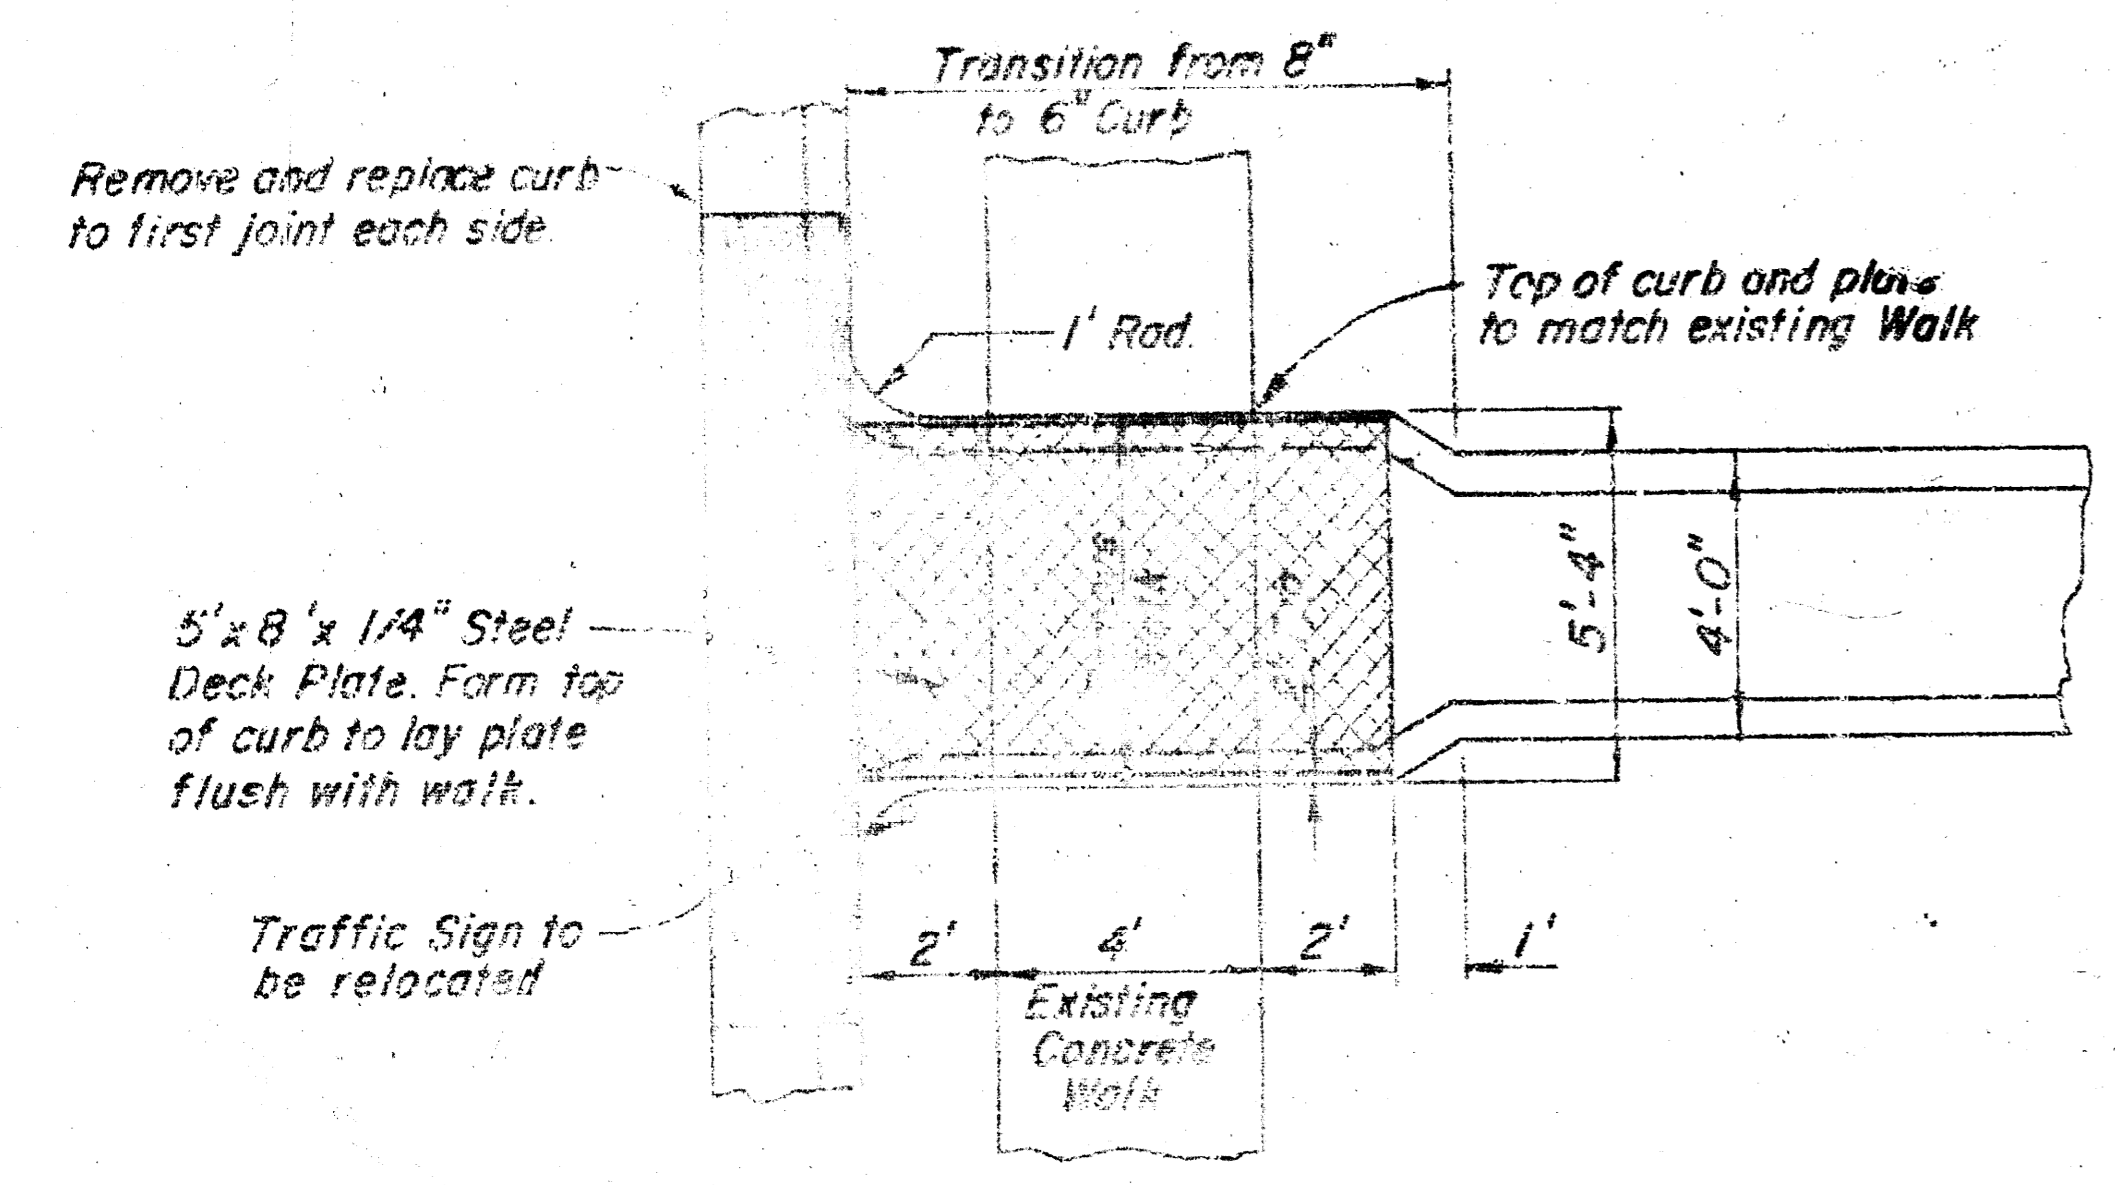 Transition from 8"
to 6" Curb
Remove and replace curb
to first joint each side.
Top of curb and plate
to match existing Walk
1' Rad.
5'-4"
4'-0"
5'x 8'x 1/4" Steel
Deck Plate. Form top
of curb to lay plate
flush with walk.
Traffic Sign to
be relocated
2'
4'
2'
1'
Existing
Concrete
Walk